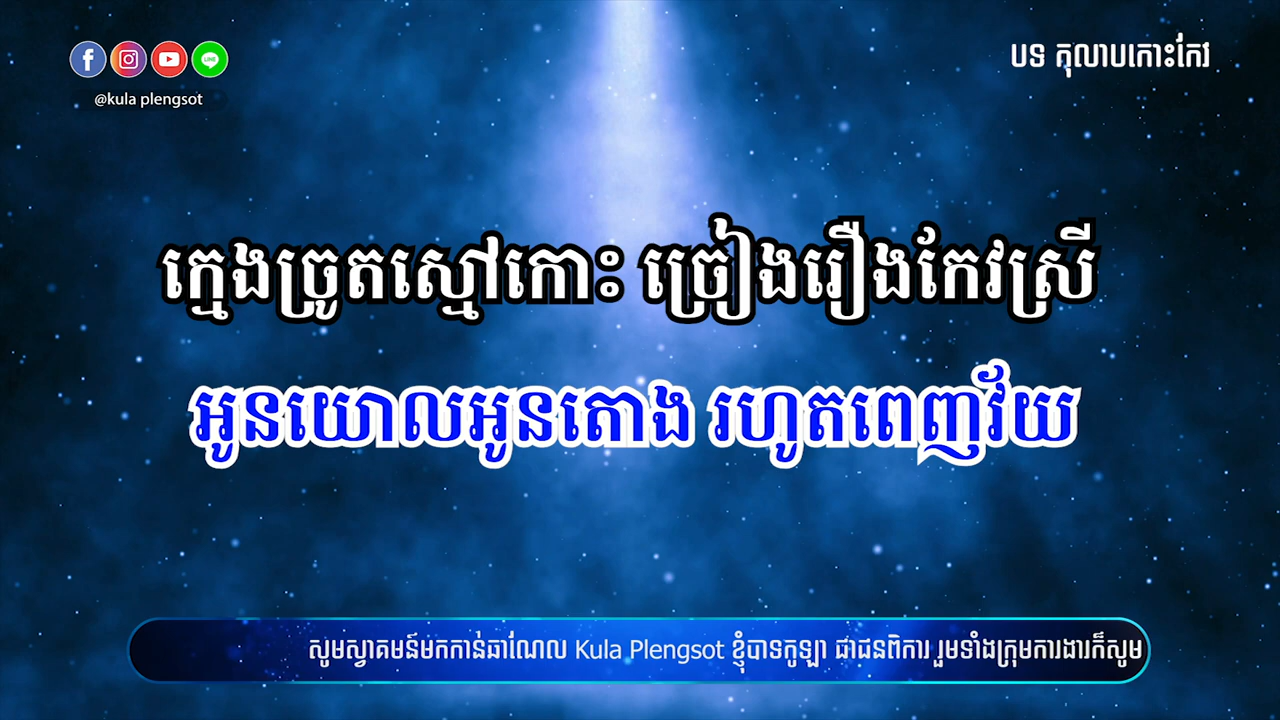 បទ គុលាបកោះកែវ
@kula plengsot
ក្មេងច្រូតស្មៅកោះ ច្រៀងរឿងកែវស្រី
អូនយោលអូនតោង រហូតពេញវ័យ
សូមស្វាគមន៍មកកាន់ឆាណែល Kula Plengsot ខ្ញុំបាទកូឡា ជាជនពិការ រួមទាំងក្រុមការងារក៏សូម